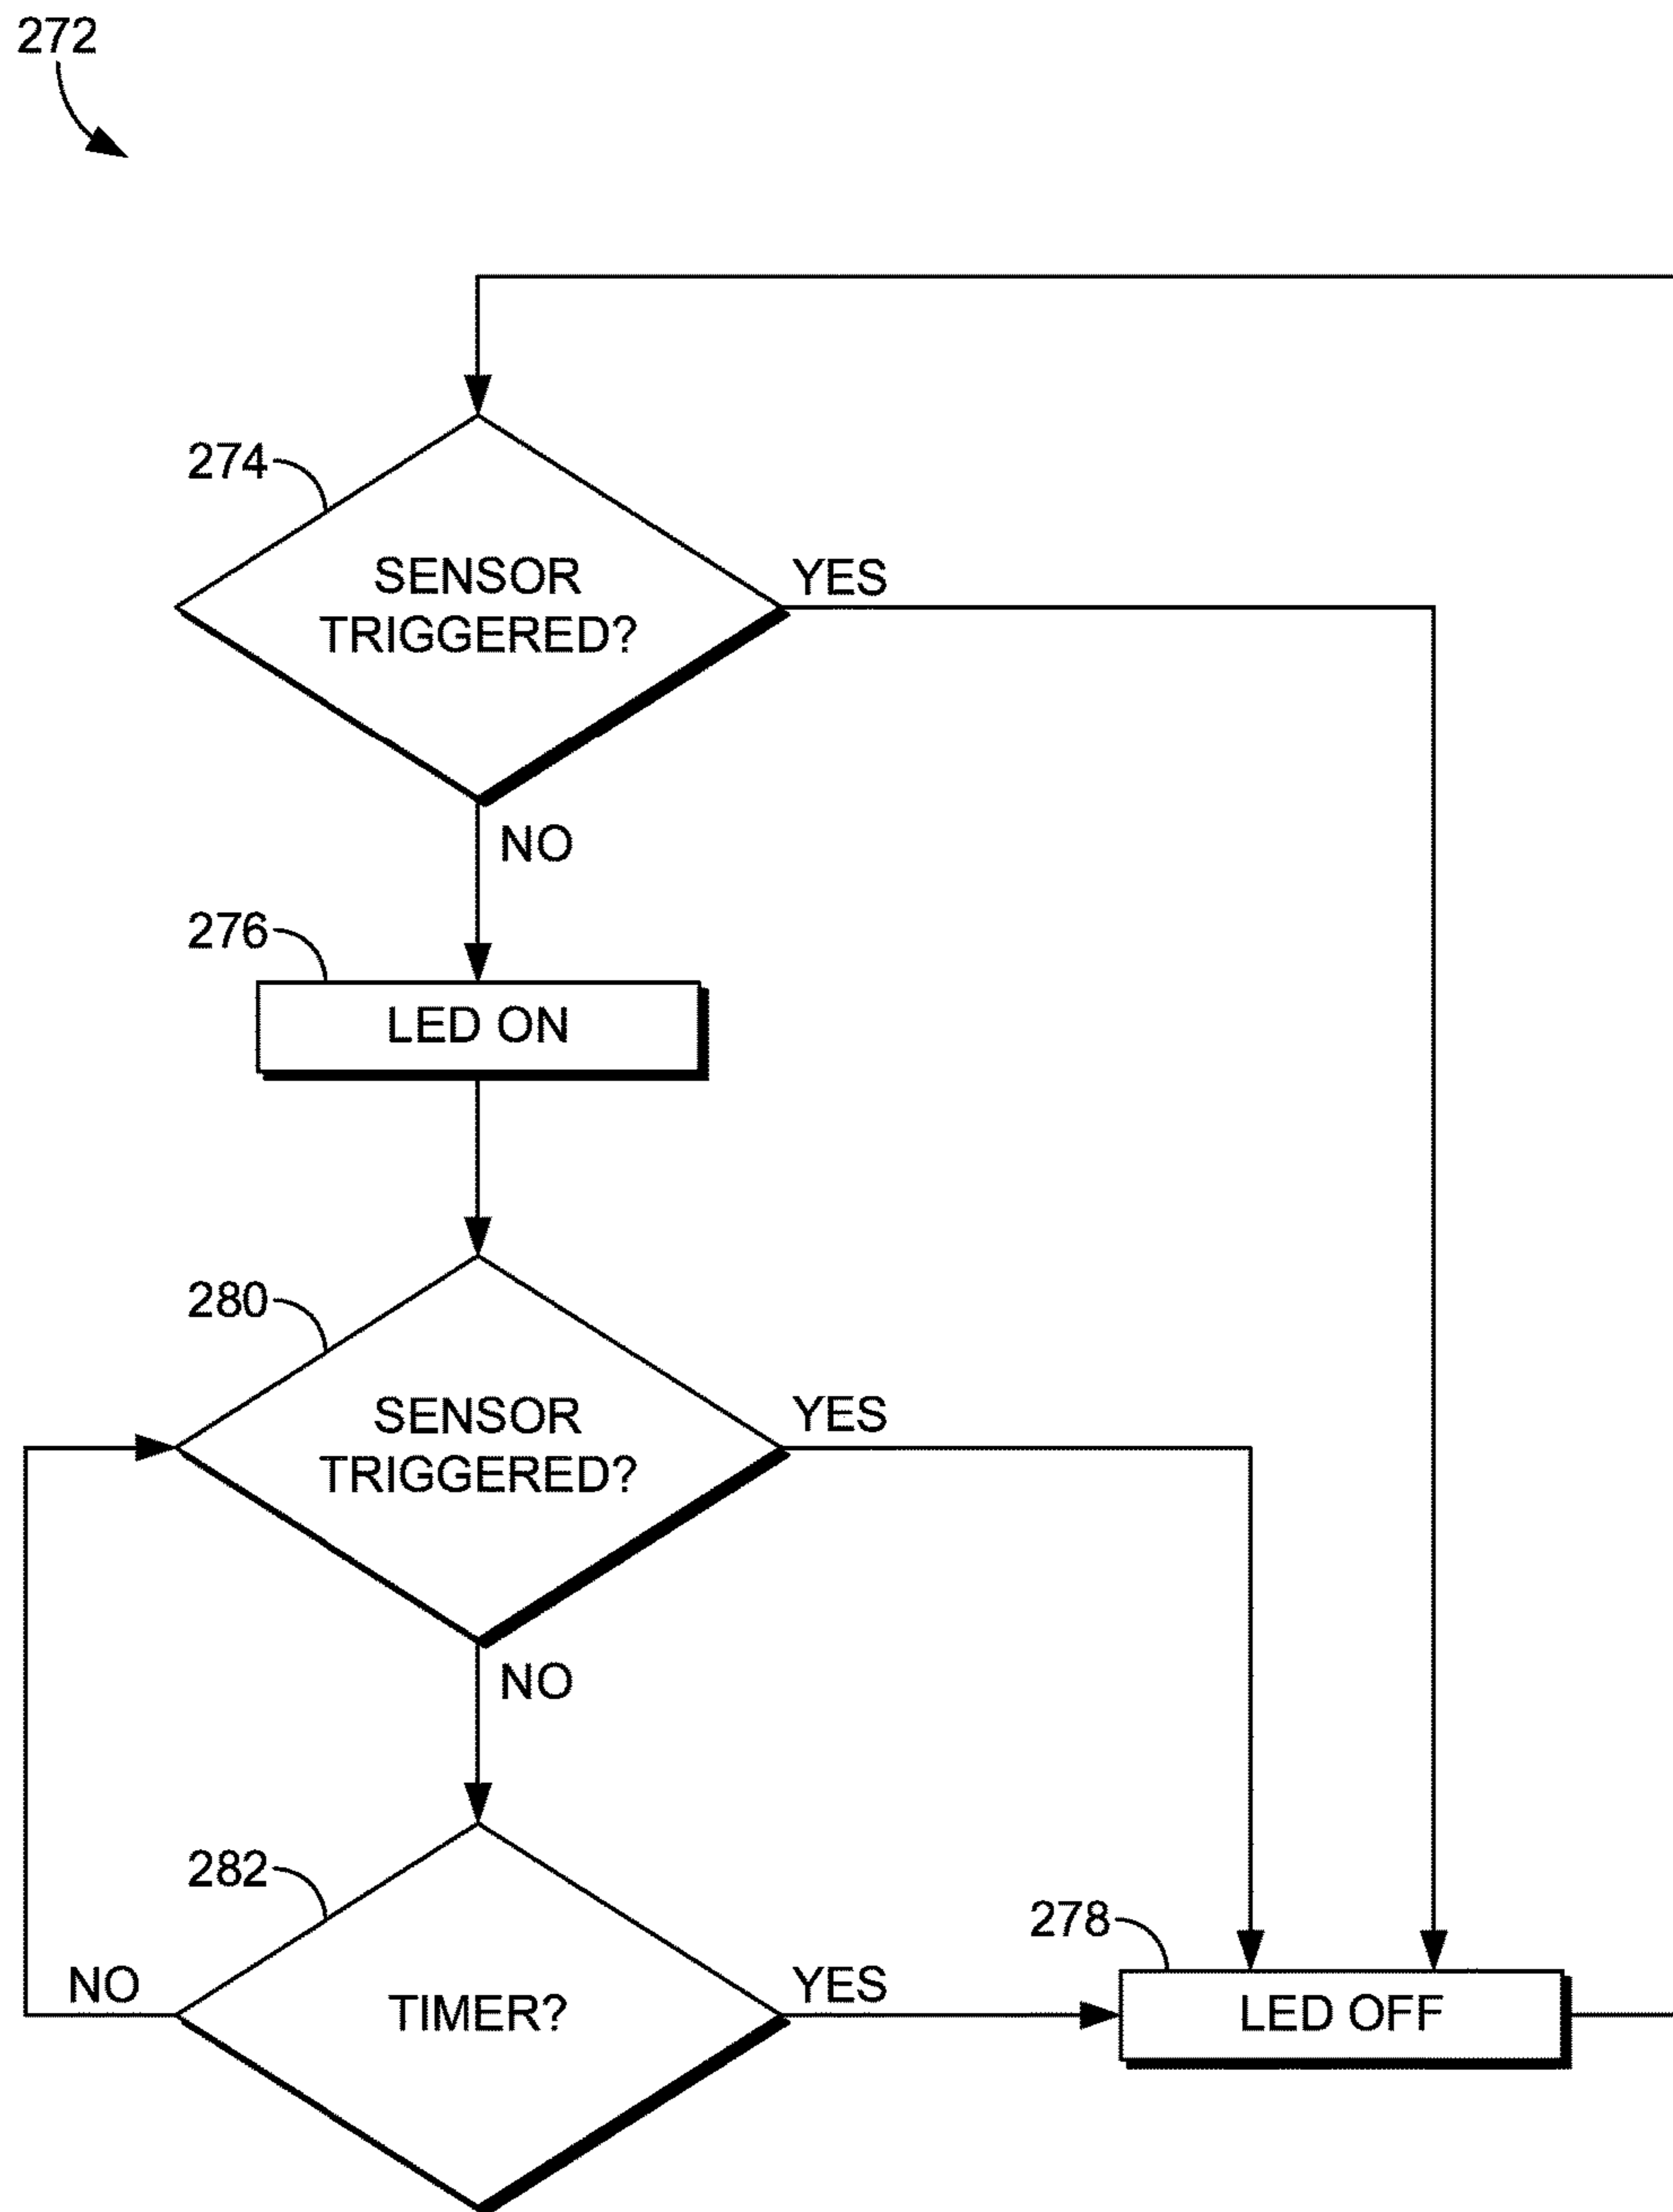 272
274
SENSOR
TRIGGERED?
YES
NO
276
LED ON
280
SENSOR
TRIGGERED?
YES
NO
282
TIMER?
NO
YES
278
LED OFF